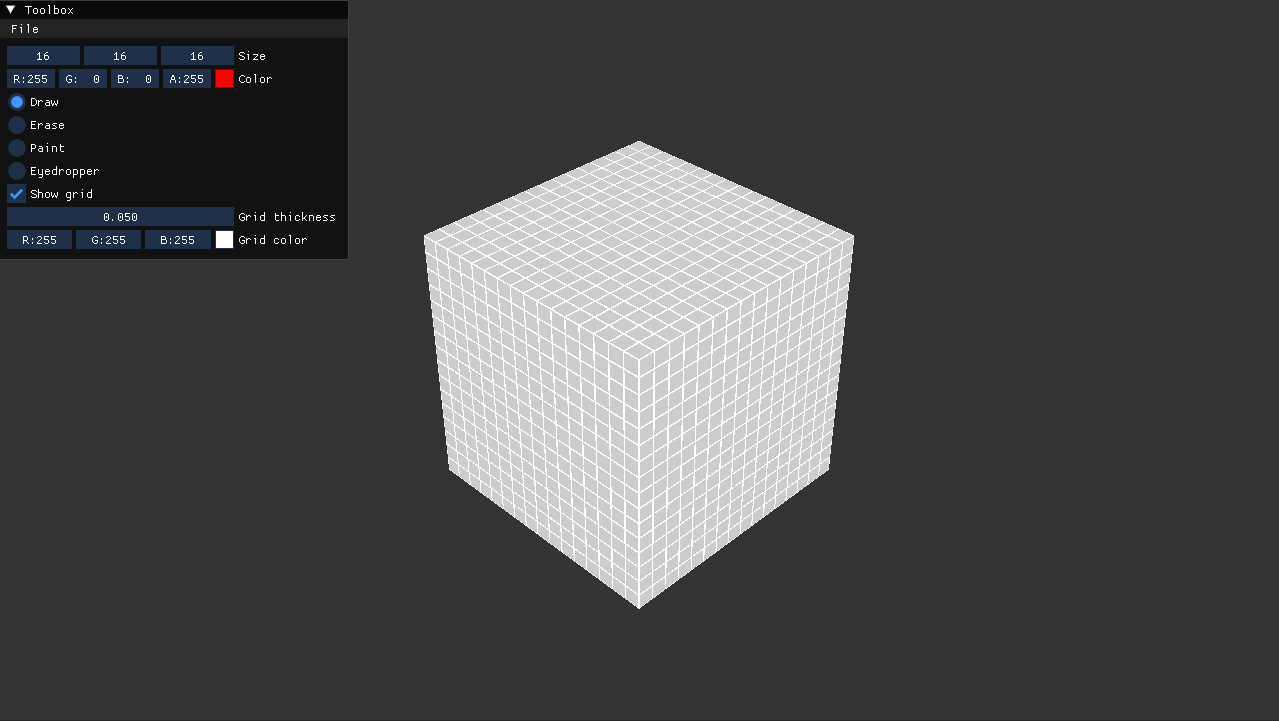 Toolbox
File
16 16 16 Size
R:255 G: 0 B: 0 A:255 Color
Draw
Erase
Paint
Eyedropper
Show grid
0.050 Grid thickness
R:255 G:255 B:255 Grid color